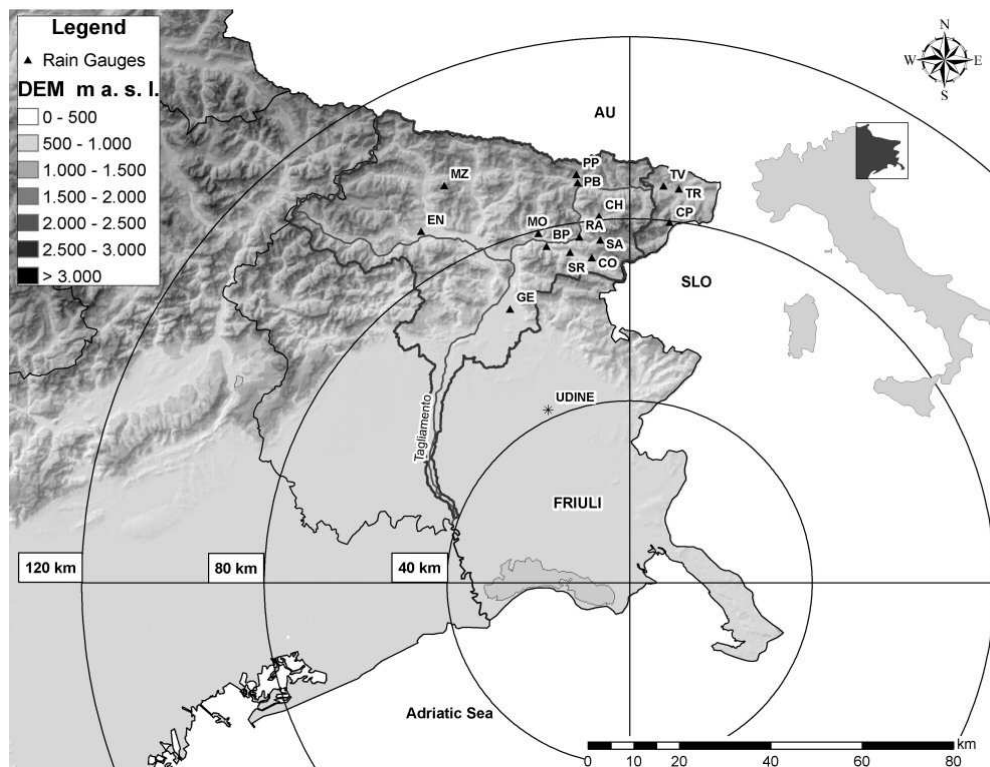 Legend
Rain Gauges
DEM m a. s. l.
0 - 500
500 - 1.000
1.000 - 1.500
1.500 - 2.000
2.000 - 2.500
2.500 - 3.000
> 3.000
N
W
E
S
AU
PP
PB
MZ
TV
TR
CH
CP
EN
MO
BP
RA
SA
SR
CO
SLO
GE
UDINE
Tagliamento
FRIULI
120 km
80 km
40 km
Adriatic Sea
km
0 10 20 40 60 80